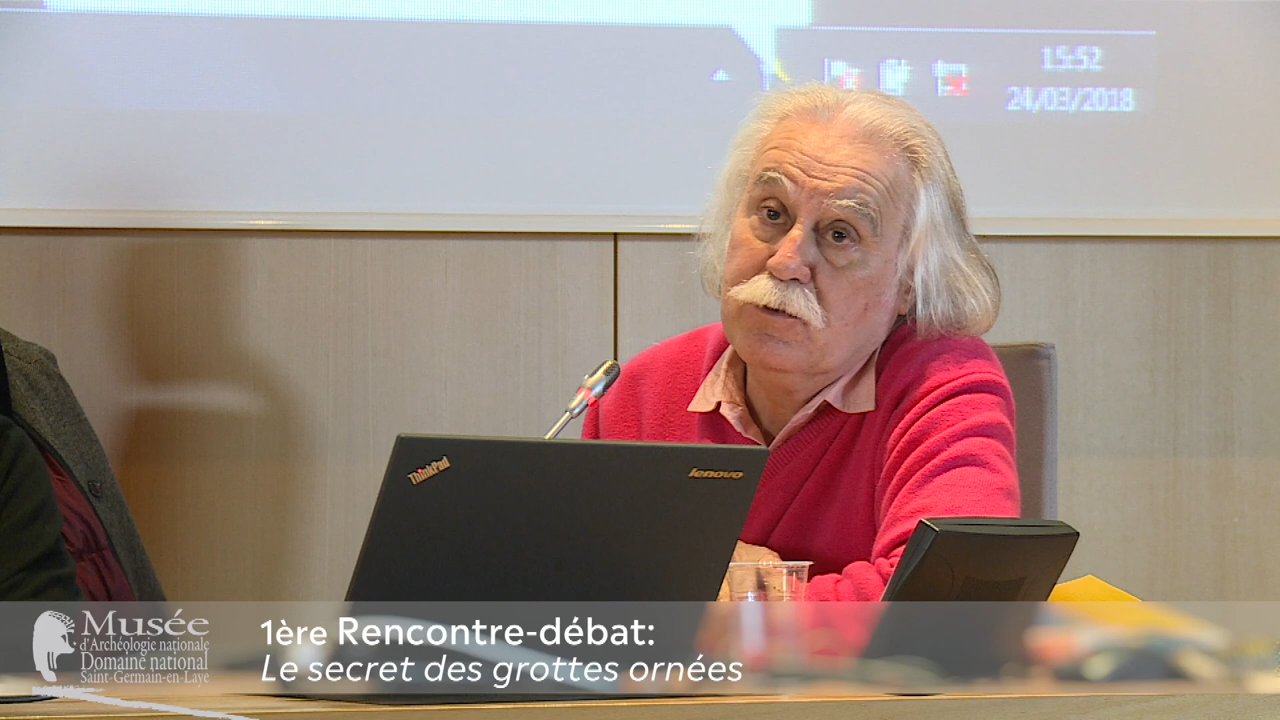 15:52
24/03/2018
ThinkPad
lenovo
Musée
d'Archéologie nationale
Domaine national
Saint-Germain-en-Laye
1ère Rencontre-débat:
Le secret des grottes ornées